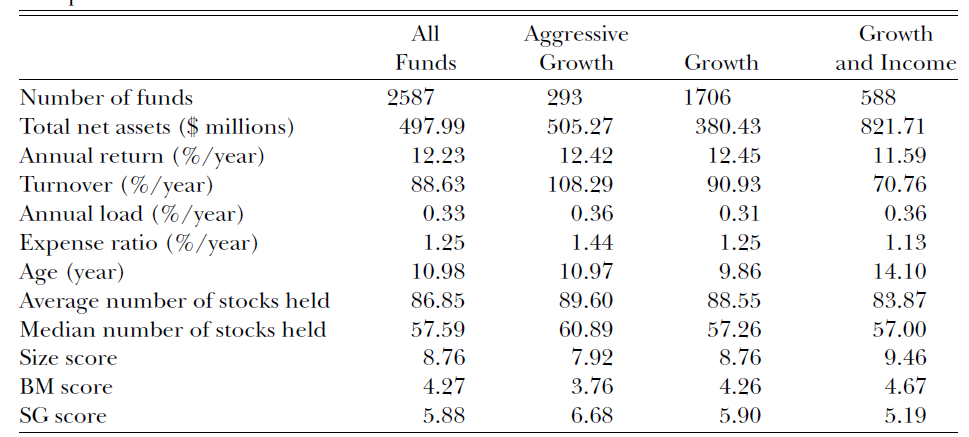 All Aggressive Growth
Funds Growth Growth and Income
Number of funds 2587 293 1706 588
Total net assets ($ millions) 497.99 505.27 380.43 821.71
Annual return (%/year) 12.23 12.42 12.45 11.59
Turnover (%/year) 88.63 108.29 90.93 70.76
Annual load (%/year) 0.33 0.36 0.31 0.36
Expense ratio (%/year) 1.25 1.44 1.25 1.13
Age (year) 10.98 10.97 9.86 14.10
Average number of stocks held 86.85 89.60 88.55 83.87
Median number of stocks held 57.59 60.89 57.26 57.00
Size score 8.76 7.92 8.76 9.46
BM score 4.27 3.76 4.26 4.67
SG score 5.88 6.68 5.90 5.19